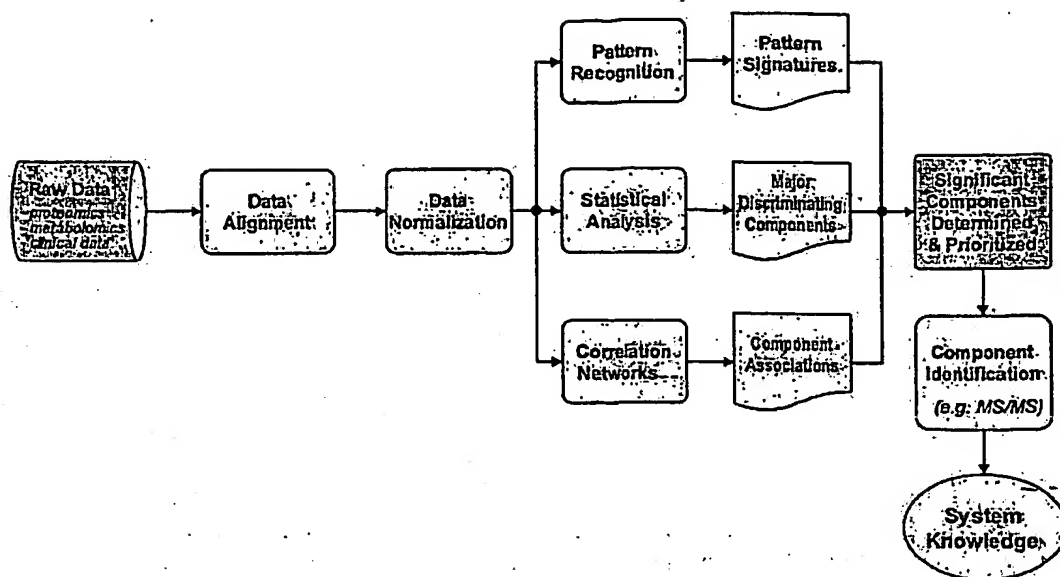 Raw Data
proteomics
metabolomics
clinical data
Data
Alignment
Data
Normalization
Pattern
Recognition
Pattern
Signatures
Statistical
Analysis
Major
Discriminating
Components
Correlation
Networks
Component
Associations
Significant
Components
Determined
& Prioritized
Component
Identification
(e.g: MS/MS)
System
Knowledge